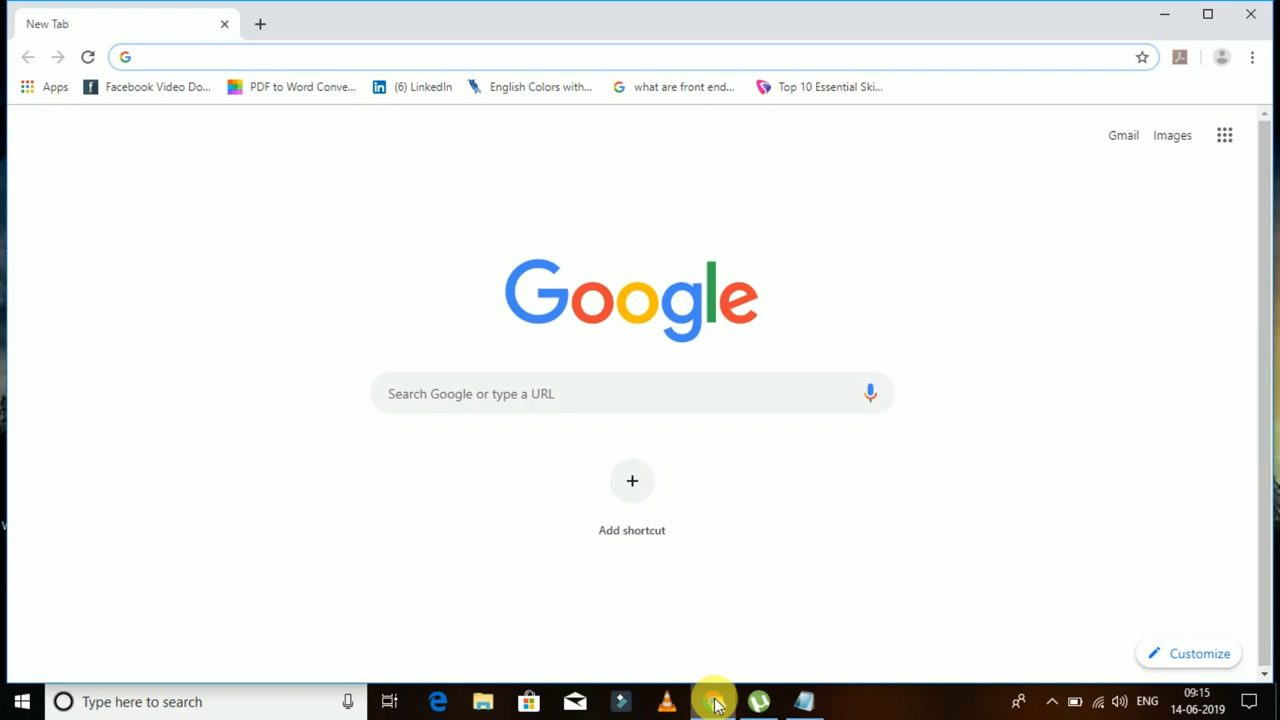 New Tab
Apps
Facebook Video Do...
PDF to Word Conve...
(6) LinkedIn
English Colors with...
what are front end...
Top 10 Essential Ski...
Gmail
Images
Google
Search Google or type a URL
Add shortcut
Customize
Type here to search
ENG
09:15
14-06-2019